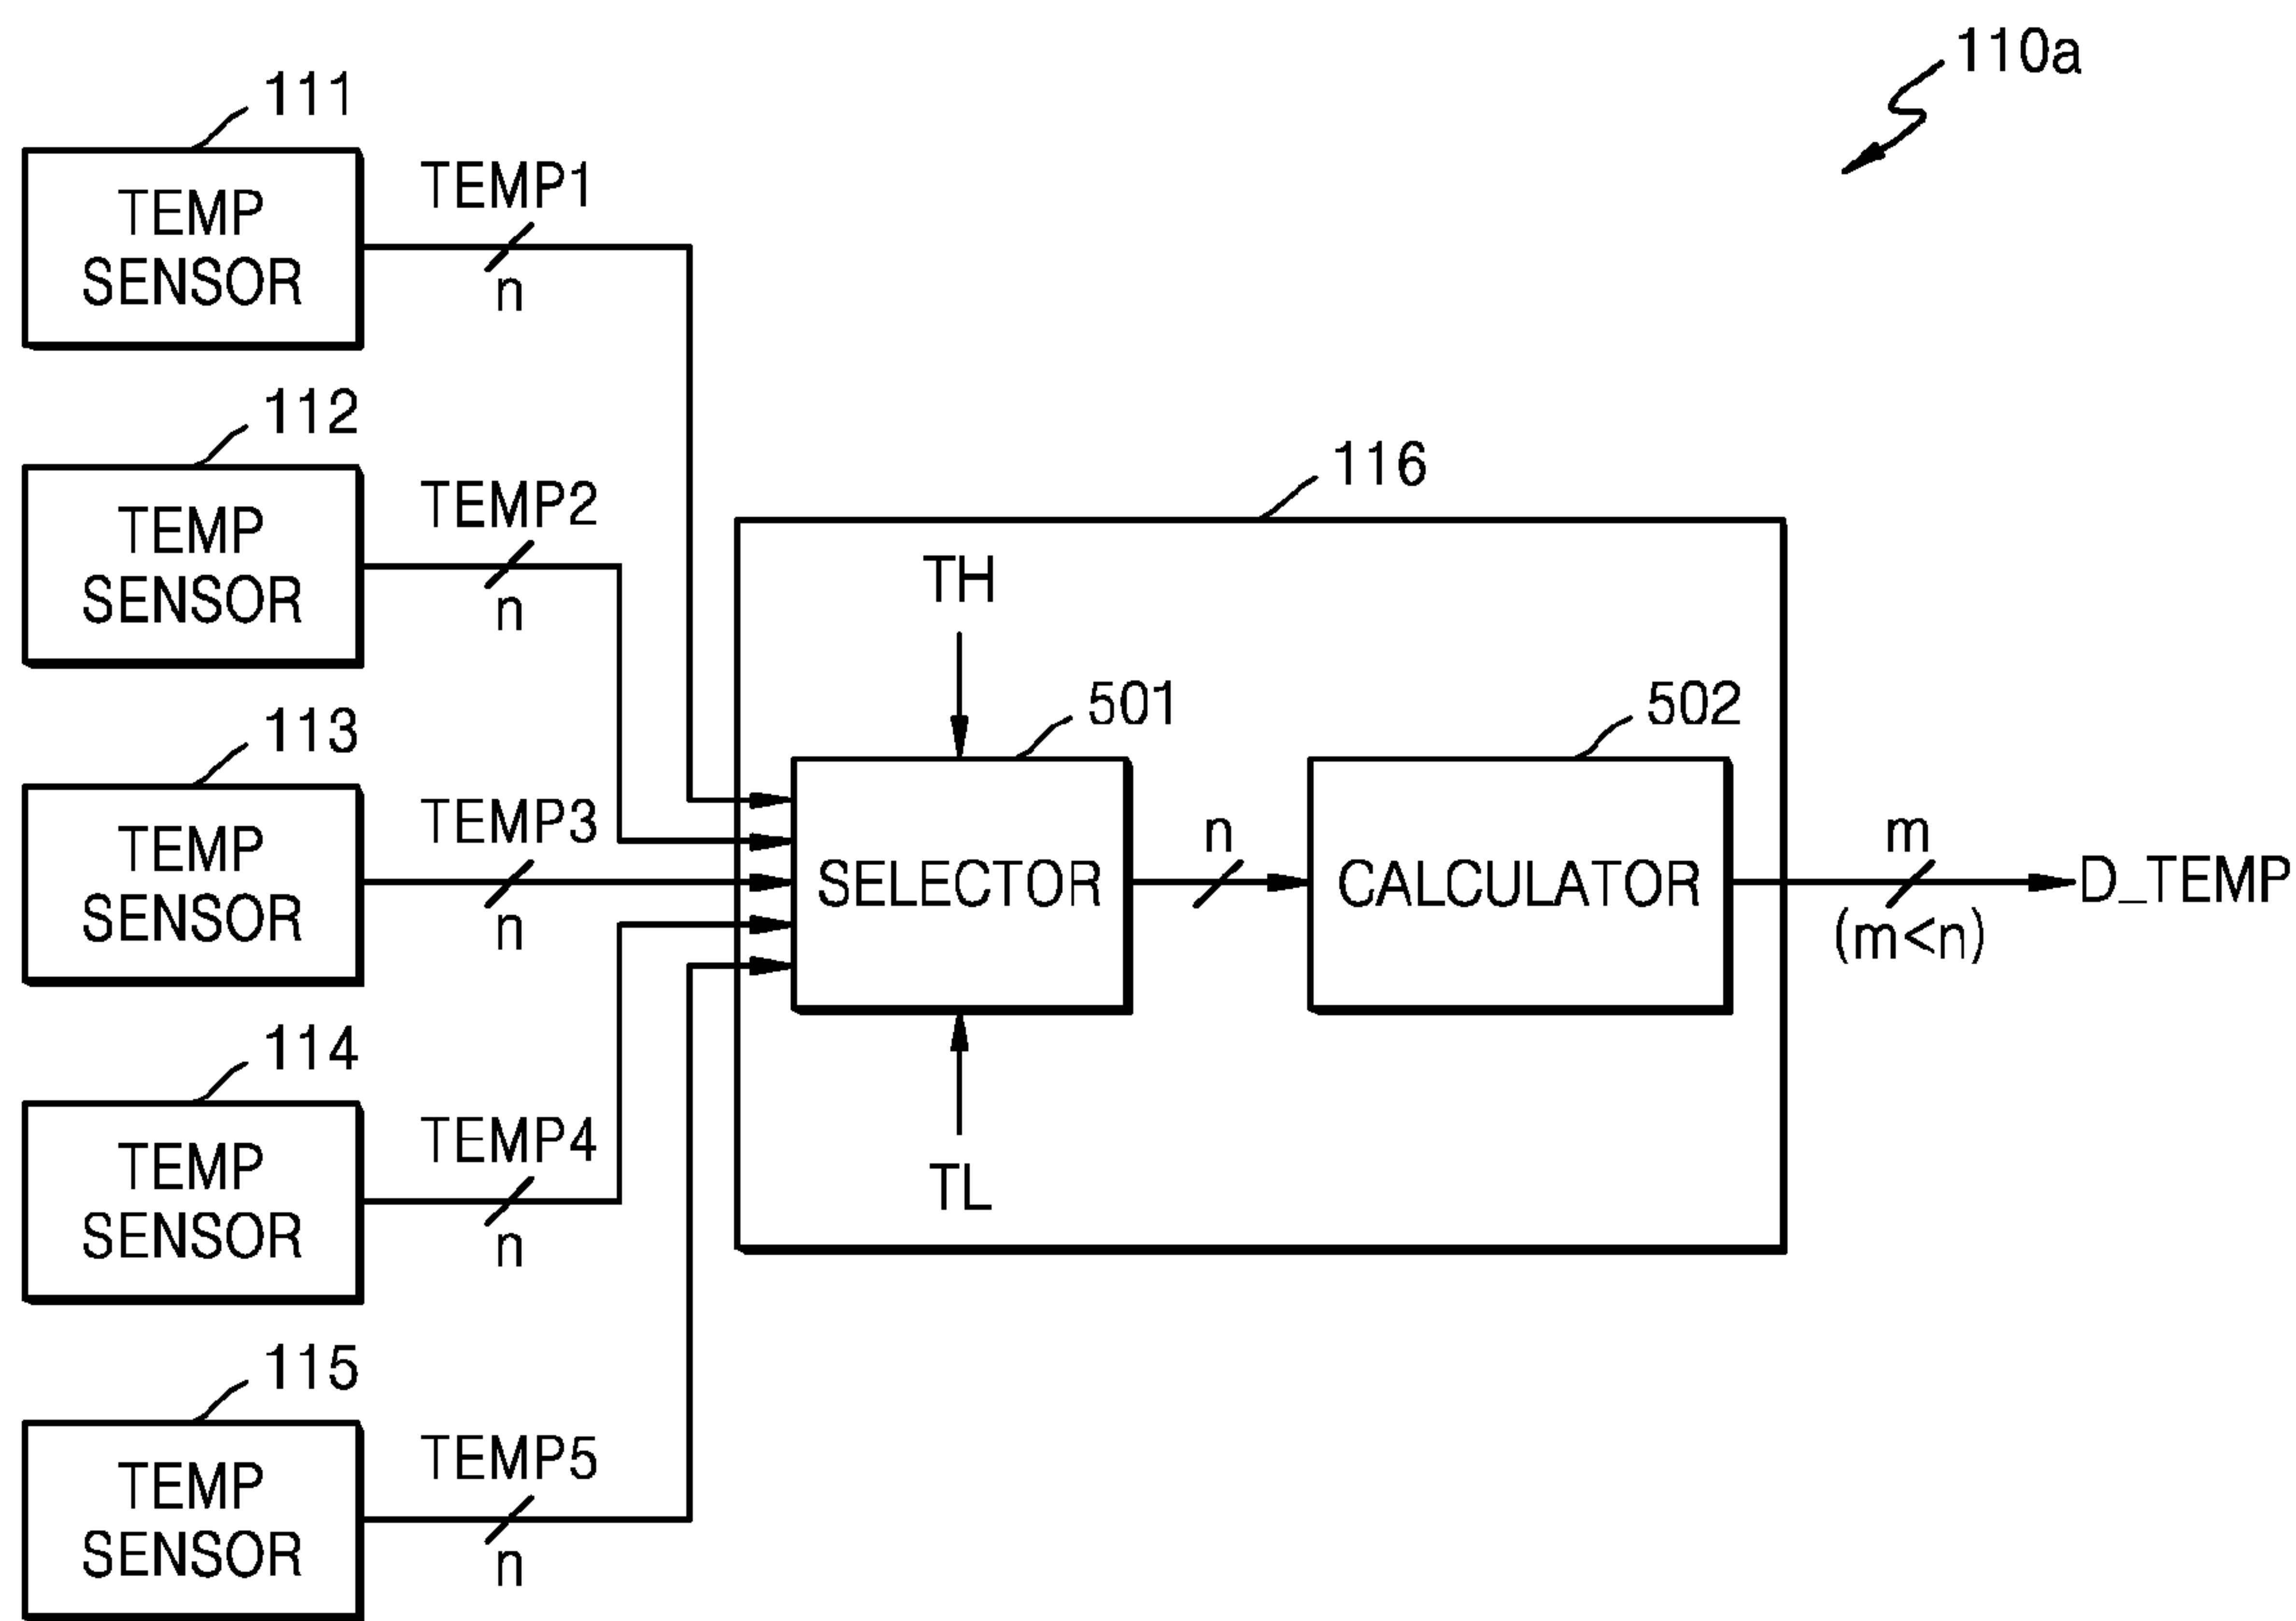 110a
111
TEMP
SENSOR
TEMP1
n
112
TEMP
SENSOR
TEMP2
n
113
TEMP
SENSOR
TEMP3
n
114
TEMP
SENSOR
TEMP4
n
115
TEMP
SENSOR
TEMP5
n
116
TH
501
SELECTOR
TL
n
502
CALCULATOR
m
(m<n)
D_TEMP